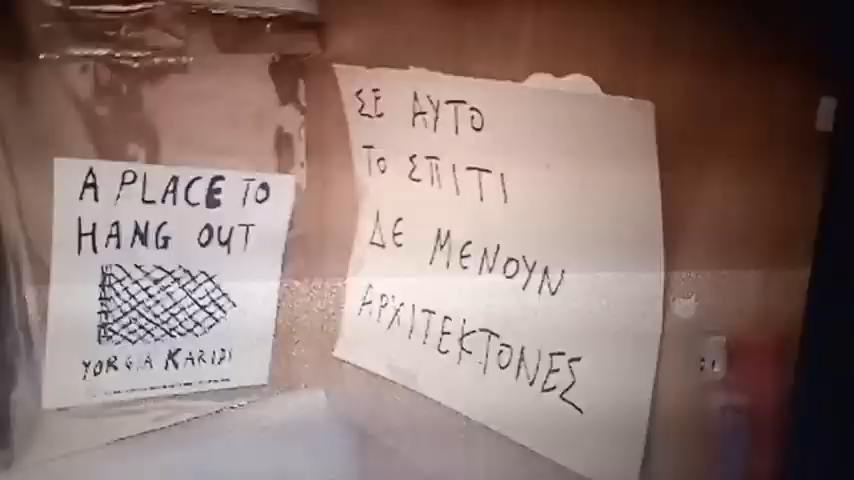 A PLACE TO
HANG OUT
YORGIA KARIDI
ΣΕ ΑΥΤΟ
ΤΟ ΣΠΙΤΙ
ΔΕ ΜΕΝΟΥΝ
ΑΡΧΙΤΕΚΤΟΝΕΣ